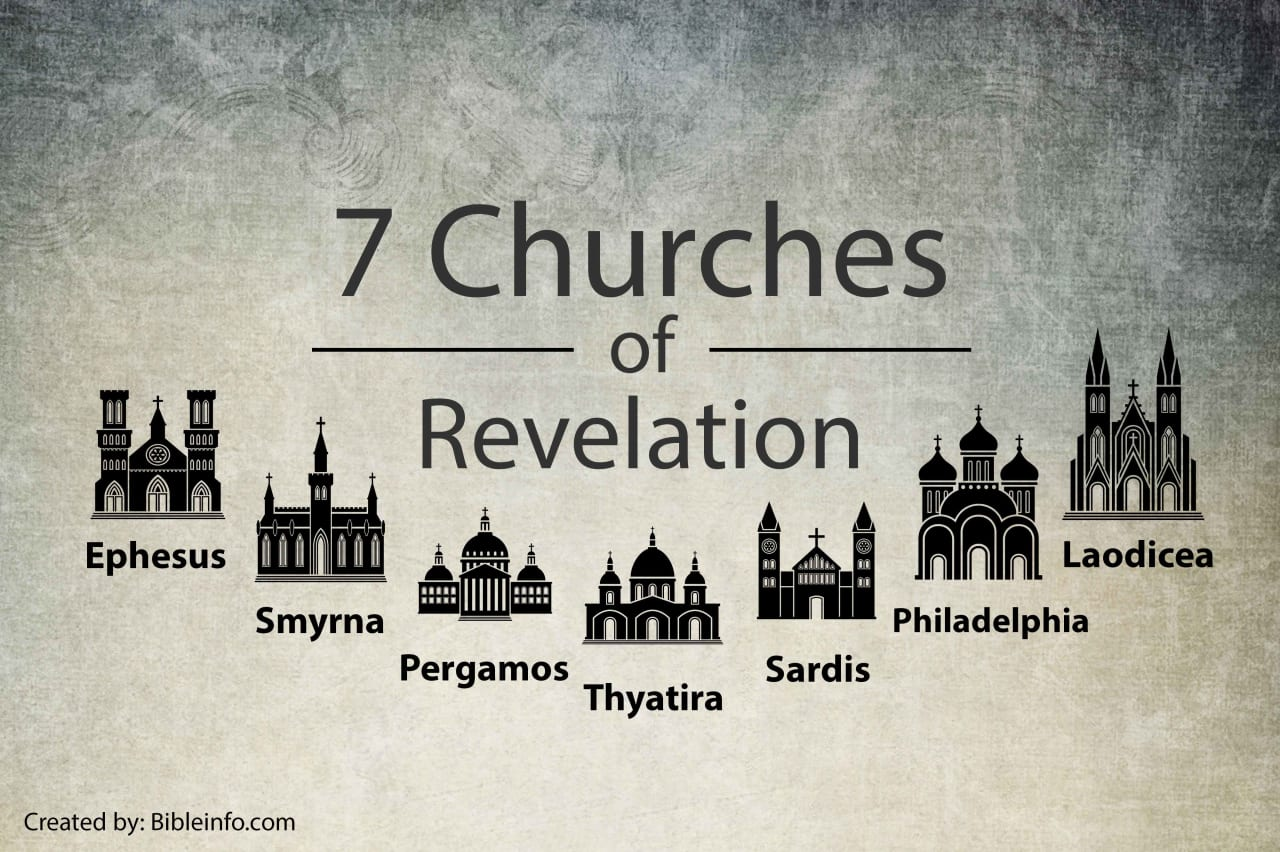 7 Churches
of
Revelation
Ephesus
Smyrna
Pergamos
Thyatira
Sardis
Philadelphia
Laodicea
Created by: Bibleinfo.com